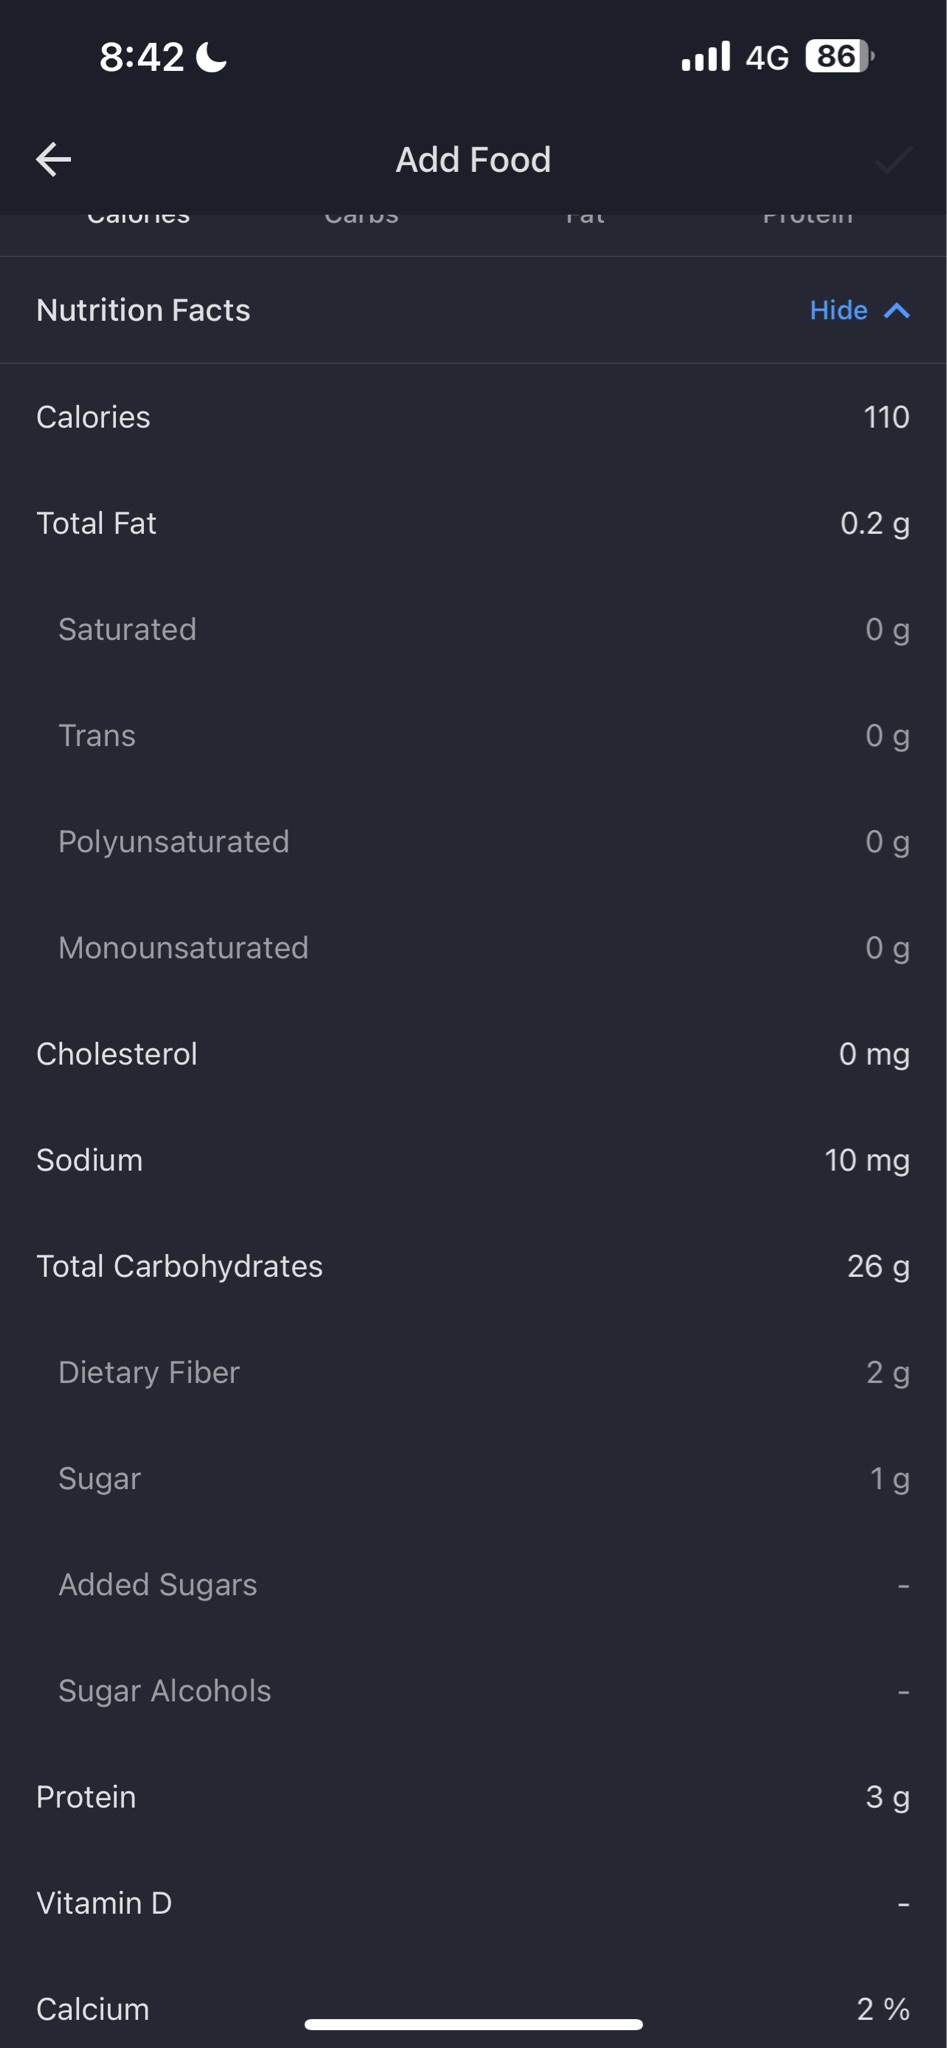 8:42
4G 86
Add Food
Calories Carbs Fat Protein
Nutrition Facts Hide
Calories 110
Total Fat 0.2 g
Saturated 0 g
Trans 0 g
Polyunsaturated 0 g
Monounsaturated 0 g
Cholesterol 0 mg
Sodium 10 mg
Total Carbohydrates 26 g
Dietary Fiber 2 g
Sugar 1 g
Added Sugars -
Sugar Alcohols -
Protein 3 g
Vitamin D -
Calcium 2 %